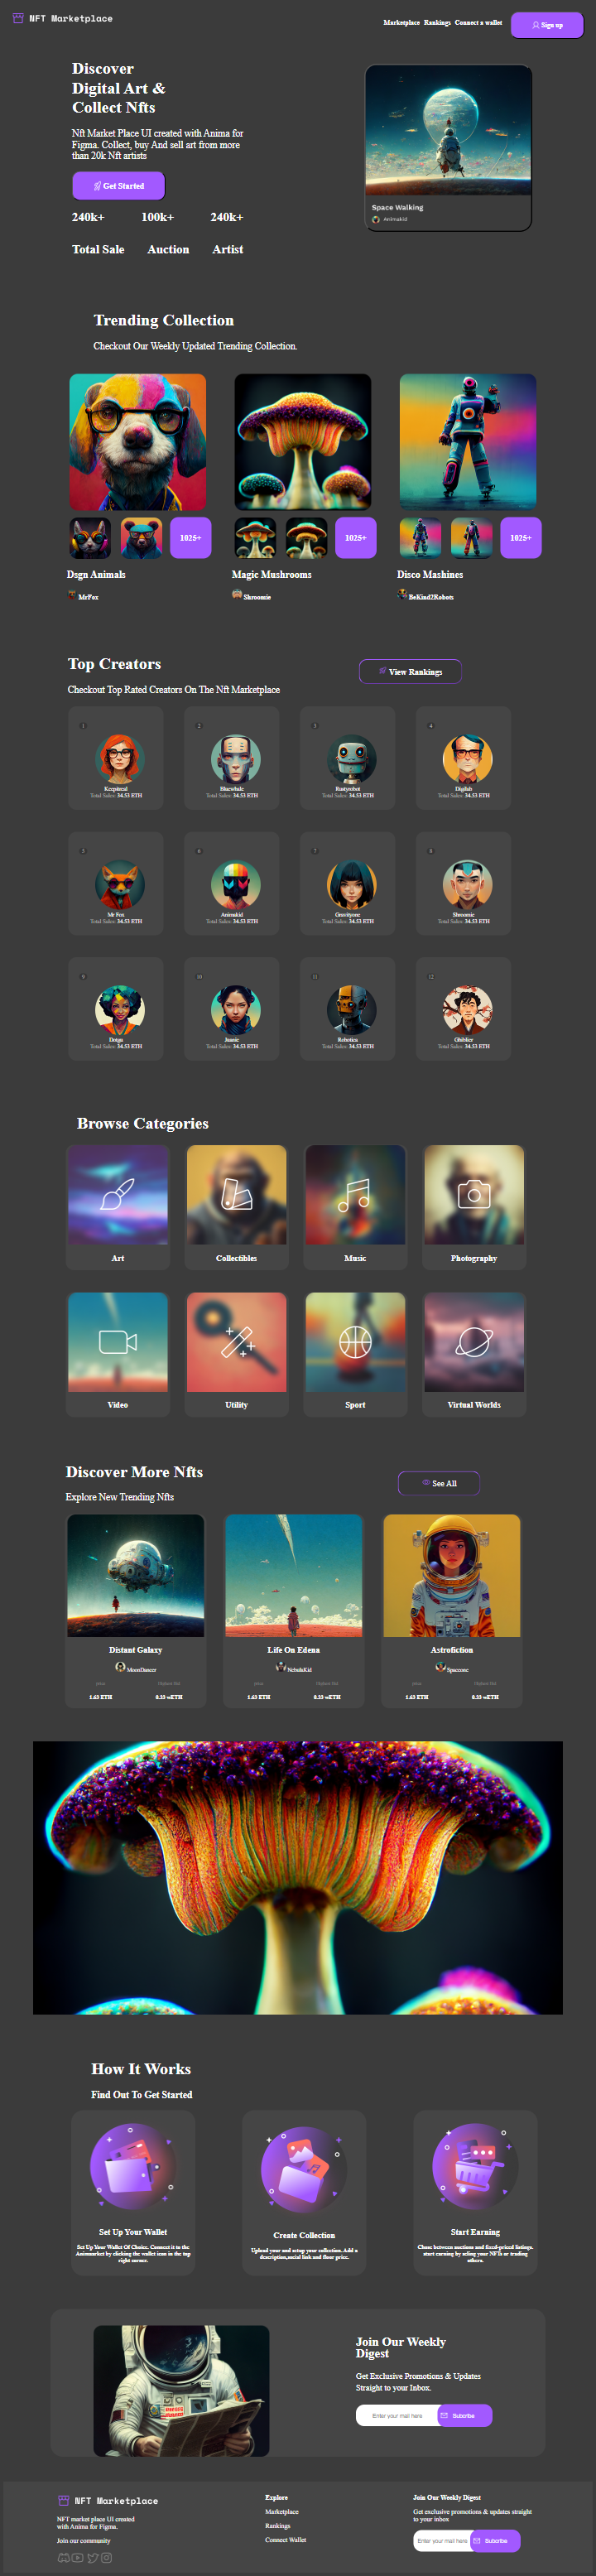 NFT Marketplace
Marketplace Rankings Connect a wallet
Sign up
Discover
Digital Art &
Collect Nfts
Nft Market Place UI created with Anima for
Figma. Collect, buy And sell art from more
than 20k Nft artists
Get Started
240k+ 100k+ 240k+
Total Sale Auction Artist
Space Walking
Animakid
Trending Collection
Checkout Our Weekly Updated Trending Collection.
1025+ 1025+ 1025+
Dsgn Animals Magic Mushrooms Disco Mashines
MrFox Shroomie BeKind2Robots
Top Creators
View Rankings
Checkout Top Rated Creators On The Nft Marketplace
1 2 3 4
Keepitreal Bluewhale Rustyrobot Digilab
Total Sales: 34.53 ETH Total Sales: 34.53 ETH Total Sales: 34.53 ETH Total Sales: 34.53 ETH
5 6 7 8
Mr Fox Animakid Gravityone Shroomie
Total Sales: 34.53 ETH Total Sales: 34.53 ETH Total Sales: 34.53 ETH Total Sales: 34.53 ETH
9 10 11 12
Juanie Robotica
Total Sales: 34.53 ETH Total Sales: 34.53 ETH Total Sales: 34.53 ETH Total Sales: 34.53 ETH
Browse Categories
Art Collectibles Music Photography
Video Utility Sport Virtual Worlds
Discover More Nfts
See All
Explore New Trending Nfts
Distant Galaxy Life On Edena Astrofiction
MoonDancer NebulaKid Spaceone
1.63 ETH 0.33 wETH 1.63 ETH 0.33 wETH 1.63 ETH 0.33 wETH
How It Works
Find Out To Get Started
Set Up Your Wallet Create Collection Start Earning
Set Up Your Wallet Of Choice. Connect it to the
Animmarket by clicking the wallet icon in the top
right corner.
Upload your and setup your collection. Add a
description,social link and floor price.
Chose between auctions and fixed-priced listings.
start earning by seling your NFTs or trading
others.
Join Our Weekly
Digest
Get Exclusive Promotions & Updates
Straight to your Inbox.
Enter your mail here
Subcribe
NFT Marketplace
NFT market place UI created
with Anima for Figma.
Join our community
Explore
Marketplace
Rankings
Connect Wallet
Join Our Weekly Digest
Get exclusive promotions & updates straight
to your inbox
Enter your mail here
Subcribe